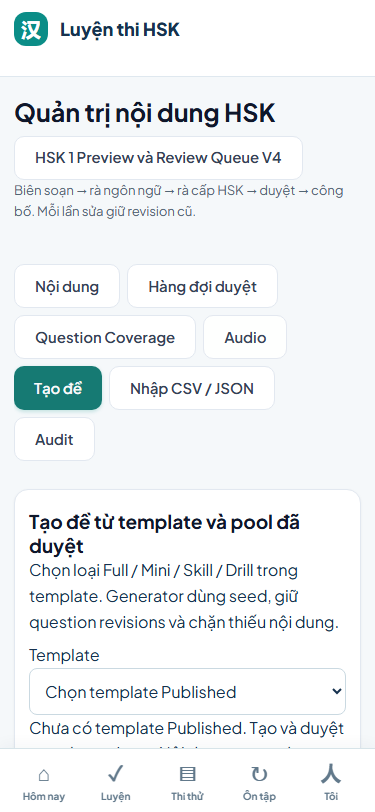 汉 Luyện thi HSK
Quản trị nội dung HSK
HSK 1 Preview và Review Queue V4
Biên soạn → rà ngôn ngữ → rà cấp HSK → duyệt → công
bố. Mỗi lần sửa giữ revision cũ.
Nội dung Hàng đợi duyệt
Question Coverage Audio
Tạo đề Nhập CSV / JSON
Audit
Tạo đề từ template và pool đã
duyệt
Chọn loại Full / Mini / Skill / Drill trong
template. Generator dùng seed, giữ
question revisions và chặn thiếu nội dung.
Template
Chọn template Published
Chưa có template Published. Tạo và duyệt
Hôm nay Luyện Thi thử Ôn tập 人 Tôi